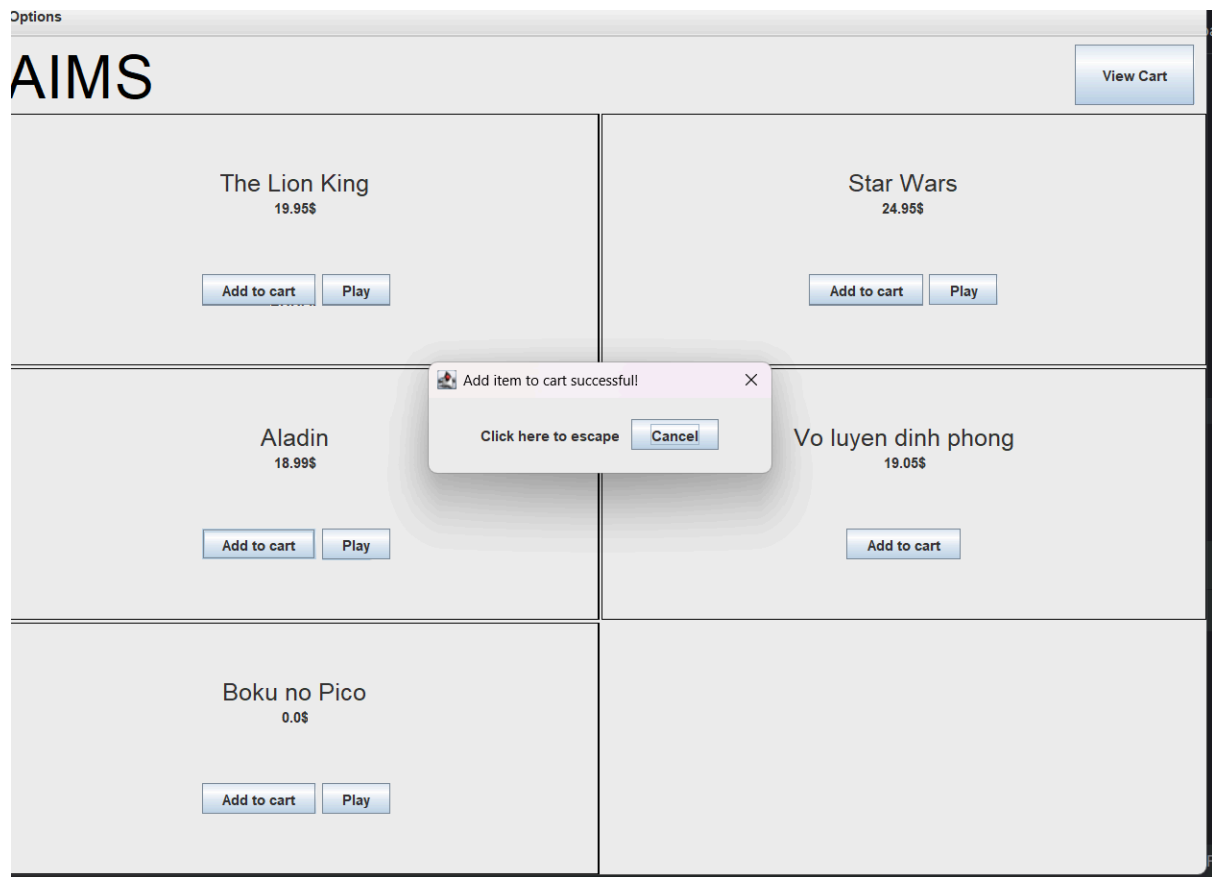 Options
AIMS
View Cart
The Lion King
19.95$
Add to cart
Play
Star Wars
24.95$
Add to cart
Play
Add item to cart successful!
Click here to escape
Cancel
Aladin
18.99$
Add to cart
Play
Vo luyen dinh phong
19.05$
Add to cart
Boku no Pico
0.0$
Add to cart
Play